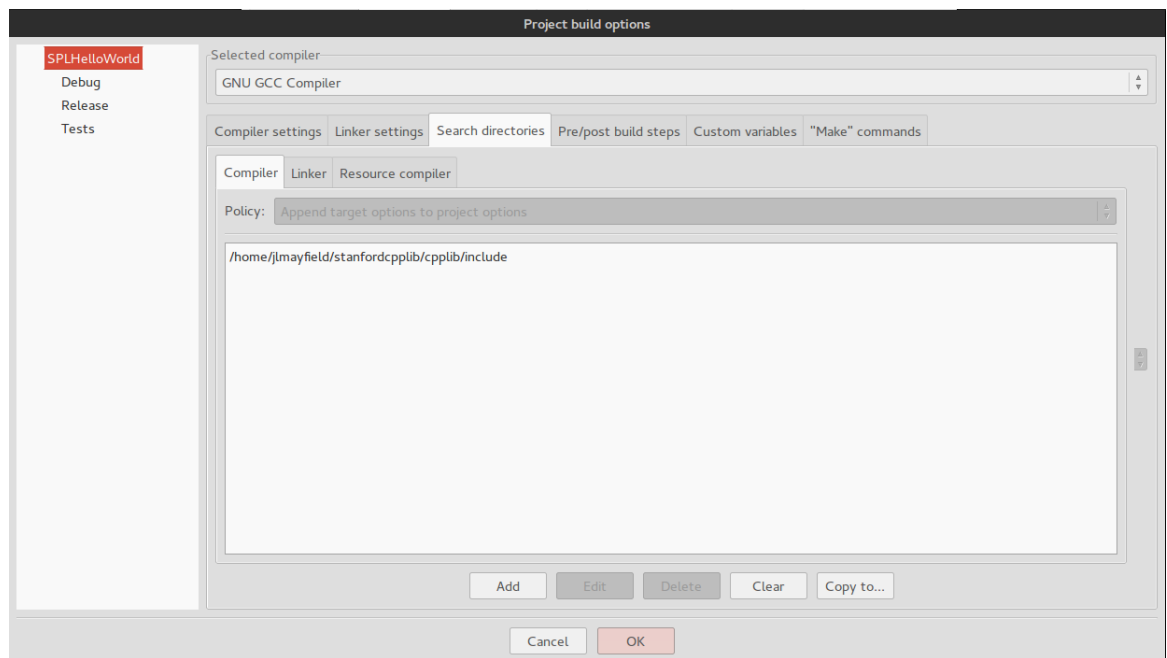 Project build options
SPLHelloWorld
Debug
Release
Tests
Selected compiler
GNU GCC Compiler
Compiler settings Linker settings Search directories Pre/post build steps Custom variables "Make" commands
Compiler Linker Resource compiler
Policy: Append target options to project options
/home/jlmayfield/stanfordcpplib/cpplib/include
Add Edit Delete Clear Copy to...
Cancel OK